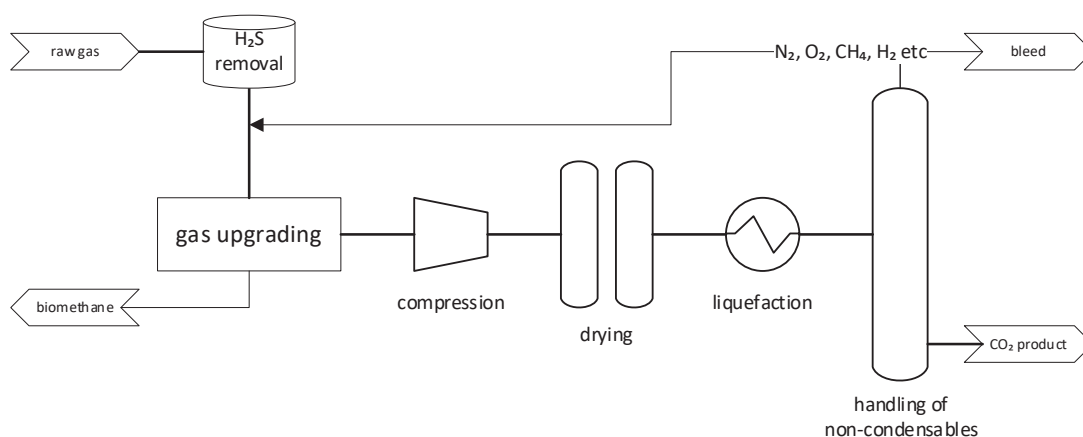 raw gas
H₂S
removal
N₂, O₂, CH₄, H₂ etc
bleed
gas upgrading
compression
drying
liquefaction
biomethane
CO₂ product
handling of
non-condensables